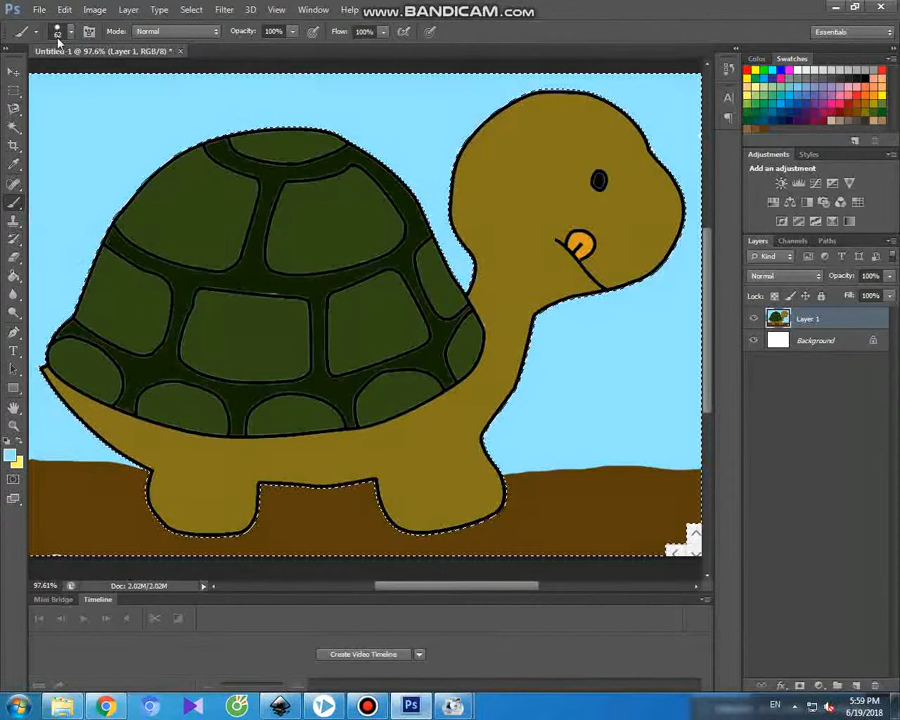 Ps File Edit Image Layer Type Select Filter 3D View Window Help
www.BANDICAM.com
62 Mode: Normal Opacity: 100% Flow: 100% Essentials
Untitled-1 @ 97.6% (Layer 1, RGB/8) * ×
Color Swatches
Adjustments Styles
Add an adjustment
Layers Channels Paths
Kind
Normal Opacity: 100%
Lock: Fill: 100%
Layer 1
Background
97.61% Doc: 2.02M/2.02M
Mini Bridge Timeline
Create Video Timeline
fx
Ps EN 5:59 PM
6/19/2018